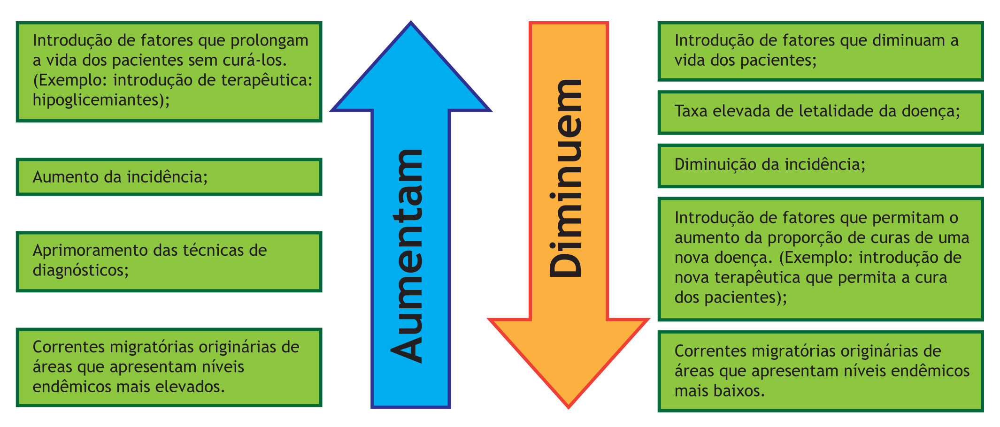 Introdução de fatores que prolongam
a vida dos pacientes sem curá-los.
(Exemplo: introdução de terapêutica:
hipoglicemiantes);
Aumento da incidência;
Aprimoramento das técnicas de
diagnósticos;
Correntes migratórias originárias de
áreas que apresentam níveis
endêmicos mais elevados.
Aumentam
Diminuem
Introdução de fatores que diminuam a
vida dos pacientes;
Taxa elevada de letalidade da doença;
Diminuição da incidência;
Introdução de fatores que permitam o
aumento da proporção de curas de uma
nova doença. (Exemplo: introdução de
nova terapêutica que permita a cura
dos pacientes);
Correntes migratórias originárias de
áreas que apresentam níveis endêmicos
mais baixos.